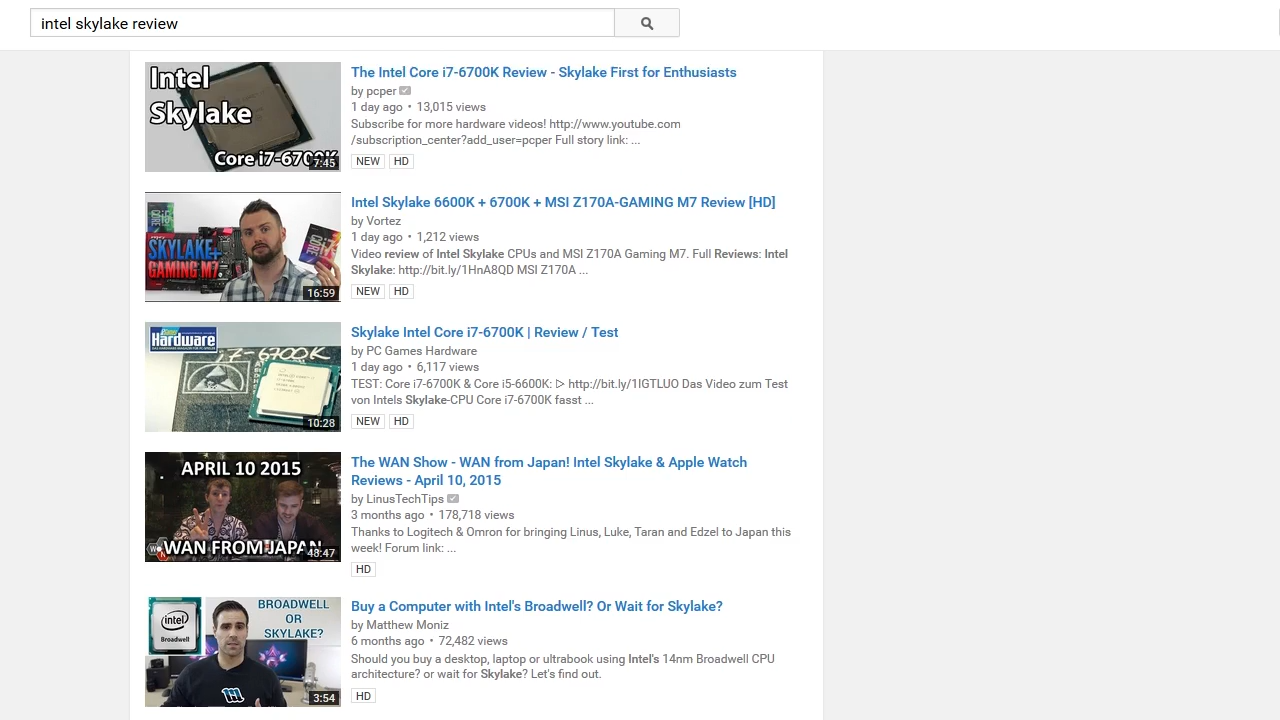 intel skylake review
Intel
Skylake
Core i7-6700K
7:45
The Intel Core i7-6700K Review - Skylake First for Enthusiasts
by pcper
1 day ago • 13,015 views
Subscribe for more hardware videos! http://www.youtube.com
/subscription_center?add_user=pcper Full story link: ...
NEW HD
SKYLAKE+
GAMING M7
16:59
Intel Skylake 6600K + 6700K + MSI Z170A-GAMING M7 Review [HD]
by Vortez
1 day ago • 1,212 views
Video review of Intel Skylake CPUs and MSI Z170A Gaming M7. Full Reviews: Intel
Skylake: http://bit.ly/1HnA8QD MSI Z170A ...
NEW HD
Hardware
i7-6700K
10:28
Skylake Intel Core i7-6700K | Review / Test
by PC Games Hardware
1 day ago • 6,117 views
TEST: Core i7-6700K & Core i5-6600K: ▷ http://bit.ly/1IGTLUO Das Video zum Test
von Intels Skylake-CPU Core i7-6700K fasst ...
NEW HD
APRIL 10 2015
WAN FROM JAPAN
48:47
The WAN Show - WAN from Japan! Intel Skylake & Apple Watch
Reviews - April 10, 2015
by LinusTechTips
3 months ago • 178,718 views
Thanks to Logitech & Omron for bringing Linus, Luke, Taran and Edzel to Japan this
week! Forum link: ...
HD
intel
Broadwell
BROADWELL
OR
SKYLAKE?
3:54
Buy a Computer with Intel's Broadwell? Or Wait for Skylake?
by Matthew Moniz
6 months ago • 72,482 views
Should you buy a desktop, laptop or ultrabook using Intel's 14nm Broadwell CPU
architecture? or wait for Skylake? Let's find out.
HD